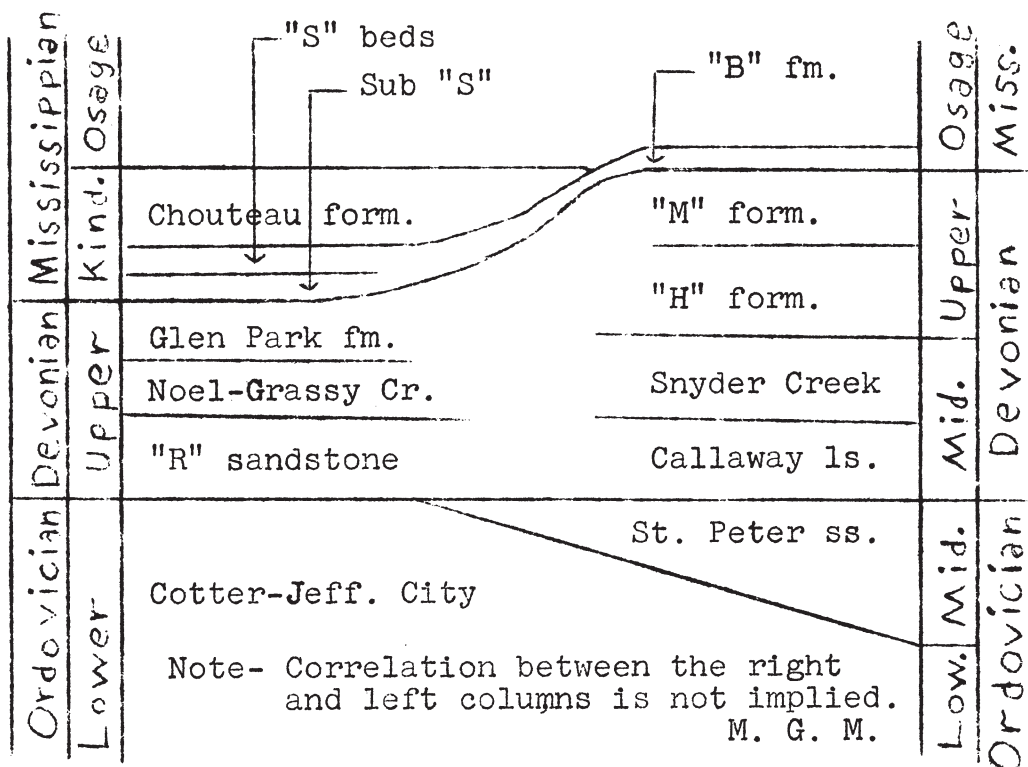 "S" beds
Sub "S"
"B" fm.
Mississippian
Osage
Kind.
Devonian
Upper
Ordovician
Lower
Chouteau form.
Glen Park fm.
Noel-Grassy Cr.
"R" sandstone
Cotter-Jeff. City
"M" form.
"H" form.
Snyder Creek
Callaway ls.
St. Peter ss.
Osage
Upper
Mid.
Mid.
Low.
Miss.
Devonian
Ordovician
Note- Correlation between the right
and left columns is not implied.
M. G. M.